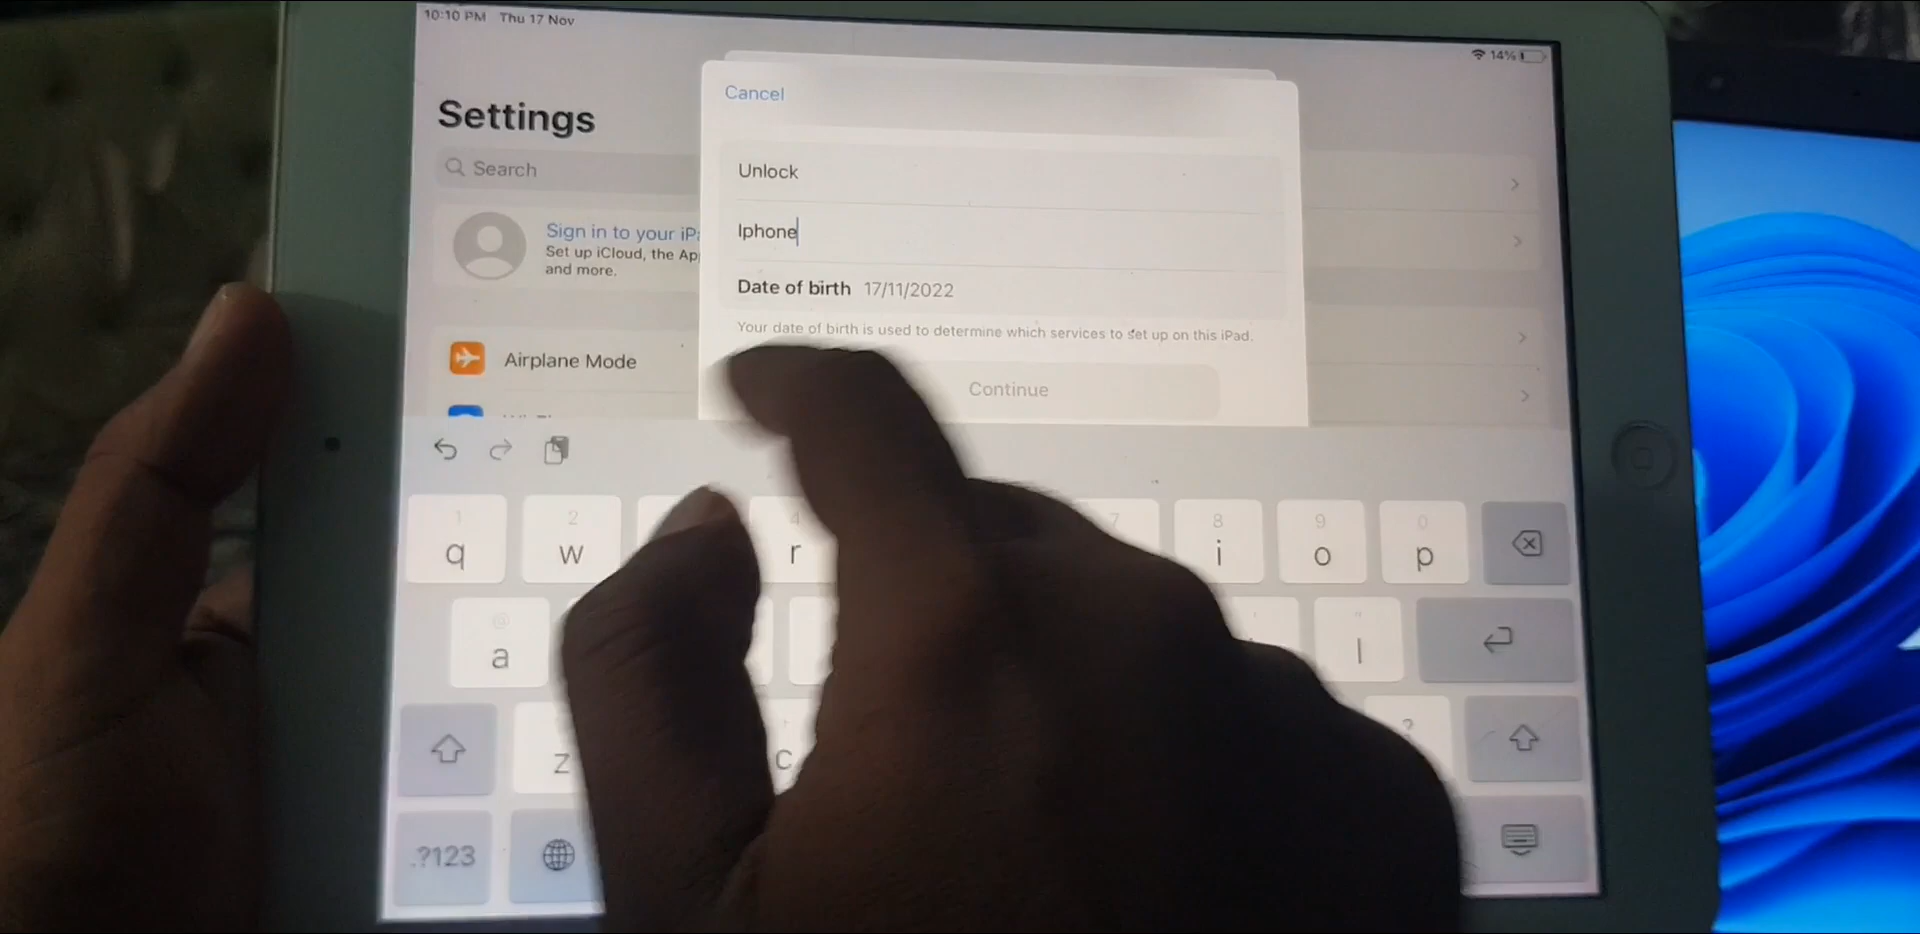 10:10 PM Thu 17 Nov
14%
Cancel
Settings
Search
Unlock
Iphone
Sign in to your iPa
Set up iCloud, the Ap
and more.
Date of birth 17/11/2022
Your date of birth is used to determine which services to set up on this iPad.
Airplane Mode
Continue
1 2 4 7 8 9 0
q w r i o p
@ ' "
a l
?
z c
.?123